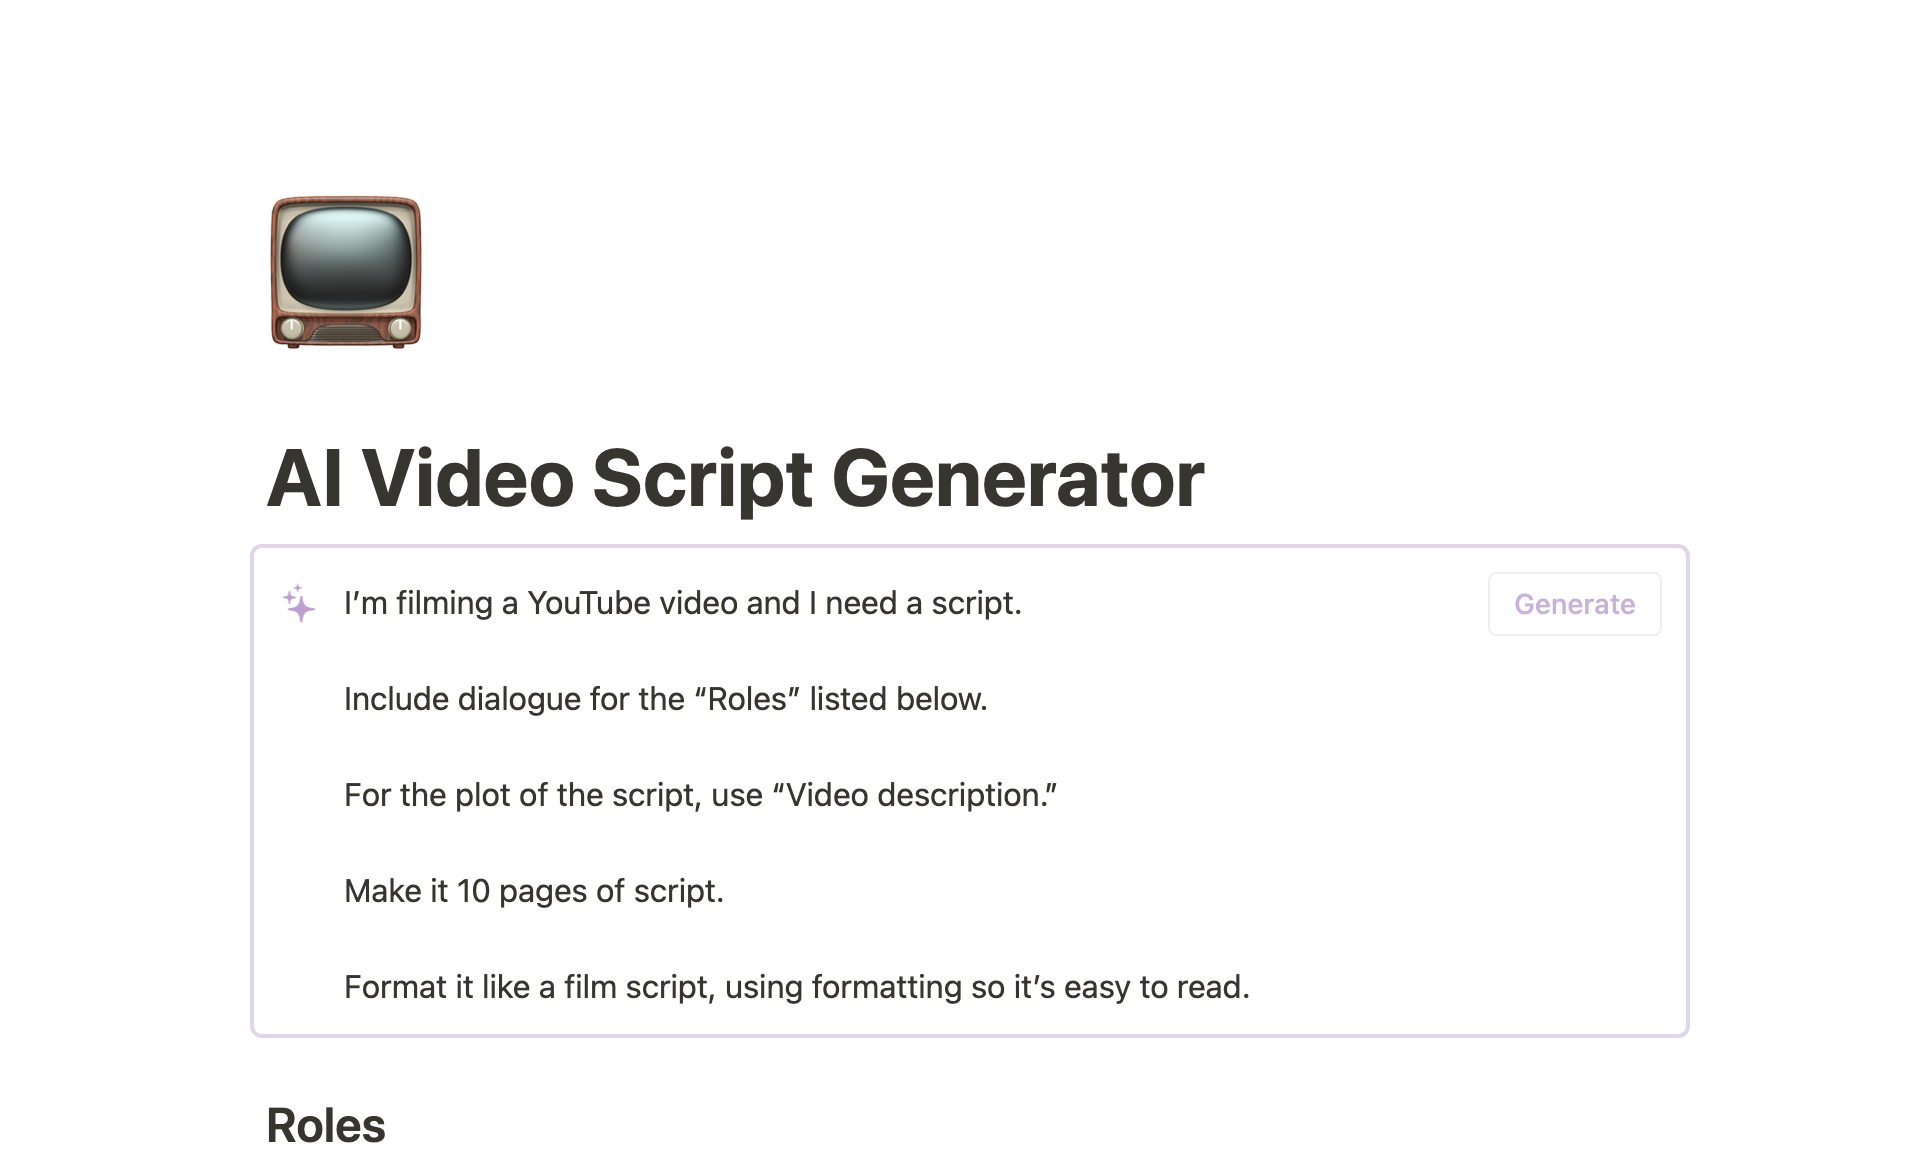 AI Video Script Generator
I’m filming a YouTube video and I need a script.
Generate
Include dialogue for the “Roles” listed below.
For the plot of the script, use “Video description.”
Make it 10 pages of script.
Format it like a film script, using formatting so it’s easy to read.
Roles